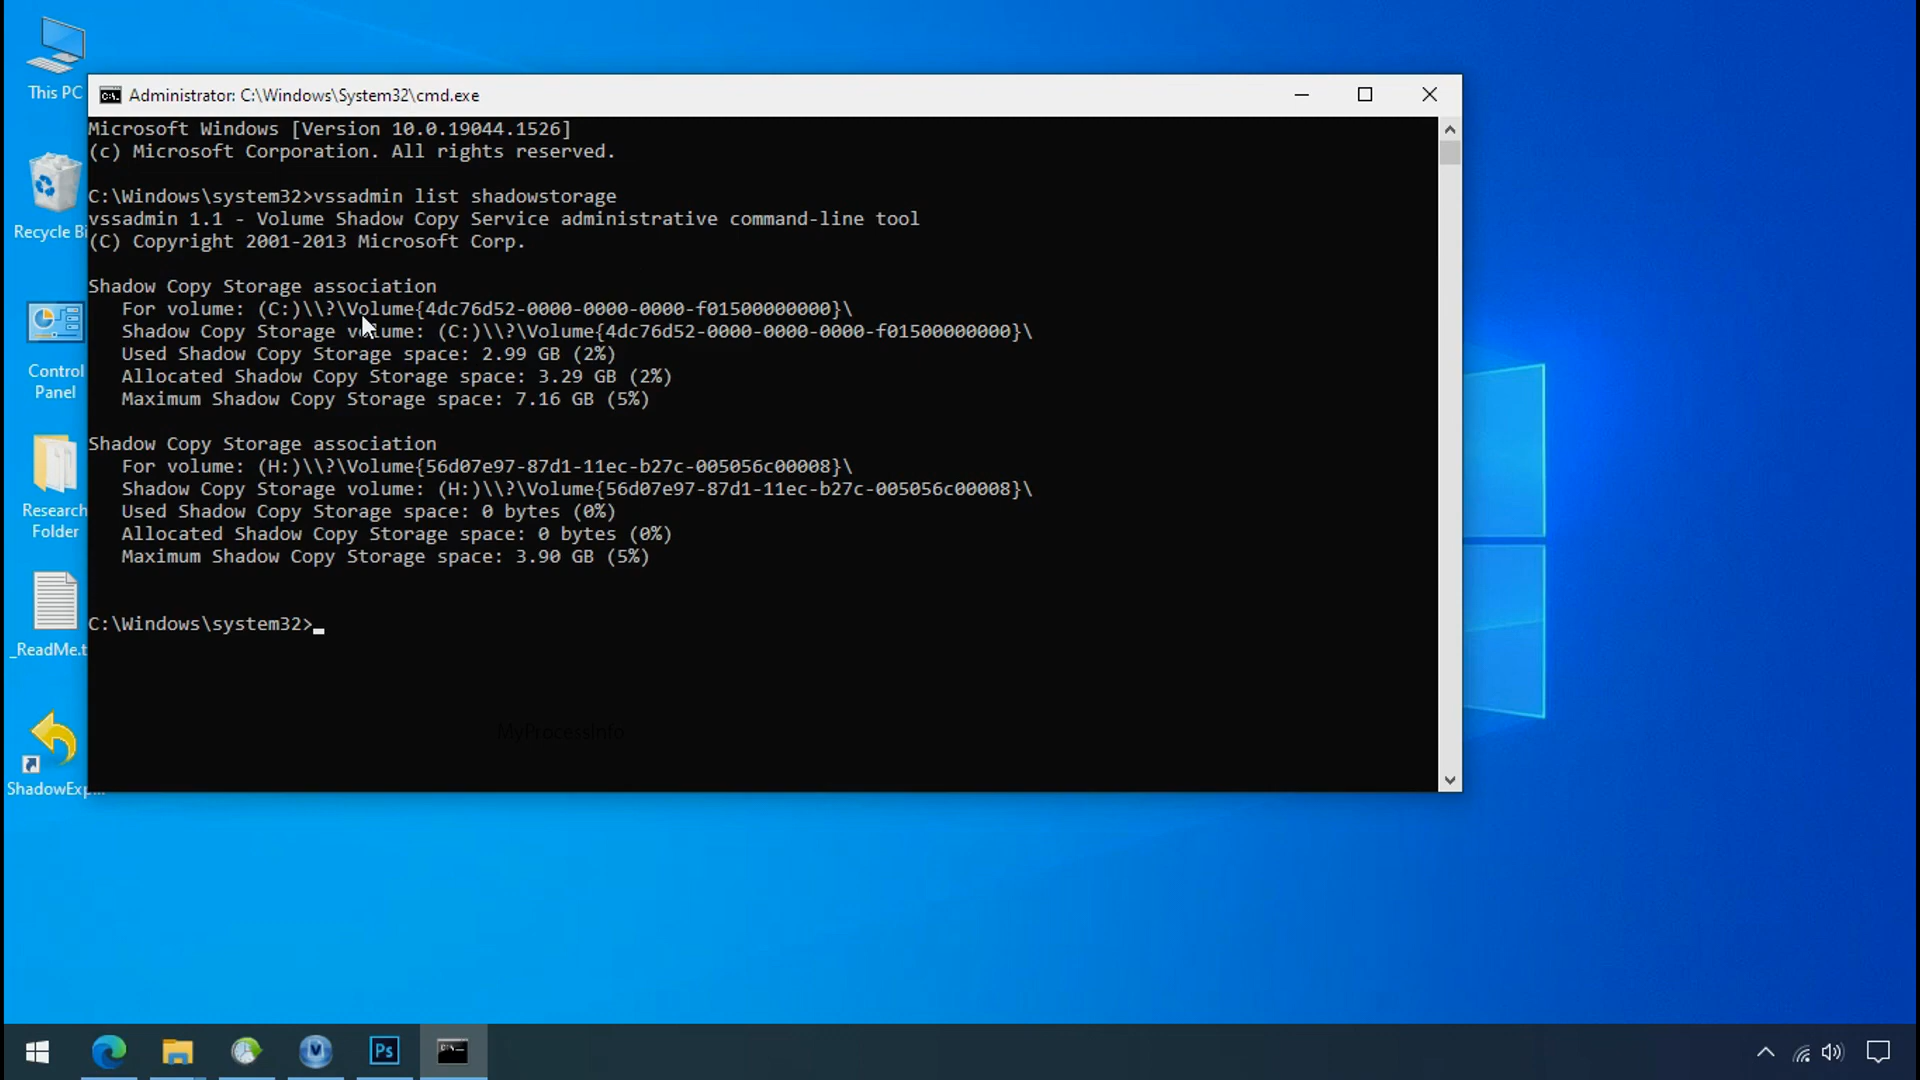 This PC
Recycle Bi
Control
Panel
Research
Folder
_ReadMe.t
ShadowExp...
Administrator: C:\Windows\System32\cmd.exe
Microsoft Windows [Version 10.0.19044.1526]
(c) Microsoft Corporation. All rights reserved.
C:\Windows\system32>vssadmin list shadowstorage
vssadmin 1.1 - Volume Shadow Copy Service administrative command-line tool
(C) Copyright 2001-2013 Microsoft Corp.
Shadow Copy Storage association
For volume: (C:)\\?\Volume{4dc76d52-0000-0000-0000-f01500000000}\
Shadow Copy Storage volume: (C:)\\?\Volume{4dc76d52-0000-0000-0000-f01500000000}\
Used Shadow Copy Storage space: 2.99 GB (2%)
Allocated Shadow Copy Storage space: 3.29 GB (2%)
Maximum Shadow Copy Storage space: 7.16 GB (5%)
Shadow Copy Storage association
For volume: (H:)\\?\Volume{56d07e97-87d1-11ec-b27c-005056c00008}\
Shadow Copy Storage volume: (H:)\\?\Volume{56d07e97-87d1-11ec-b27c-005056c00008}\
Used Shadow Copy Storage space: 0 bytes (0%)
Allocated Shadow Copy Storage space: 0 bytes (0%)
Maximum Shadow Copy Storage space: 3.90 GB (5%)
C:\Windows\system32>
MyProcessInfo
Ps